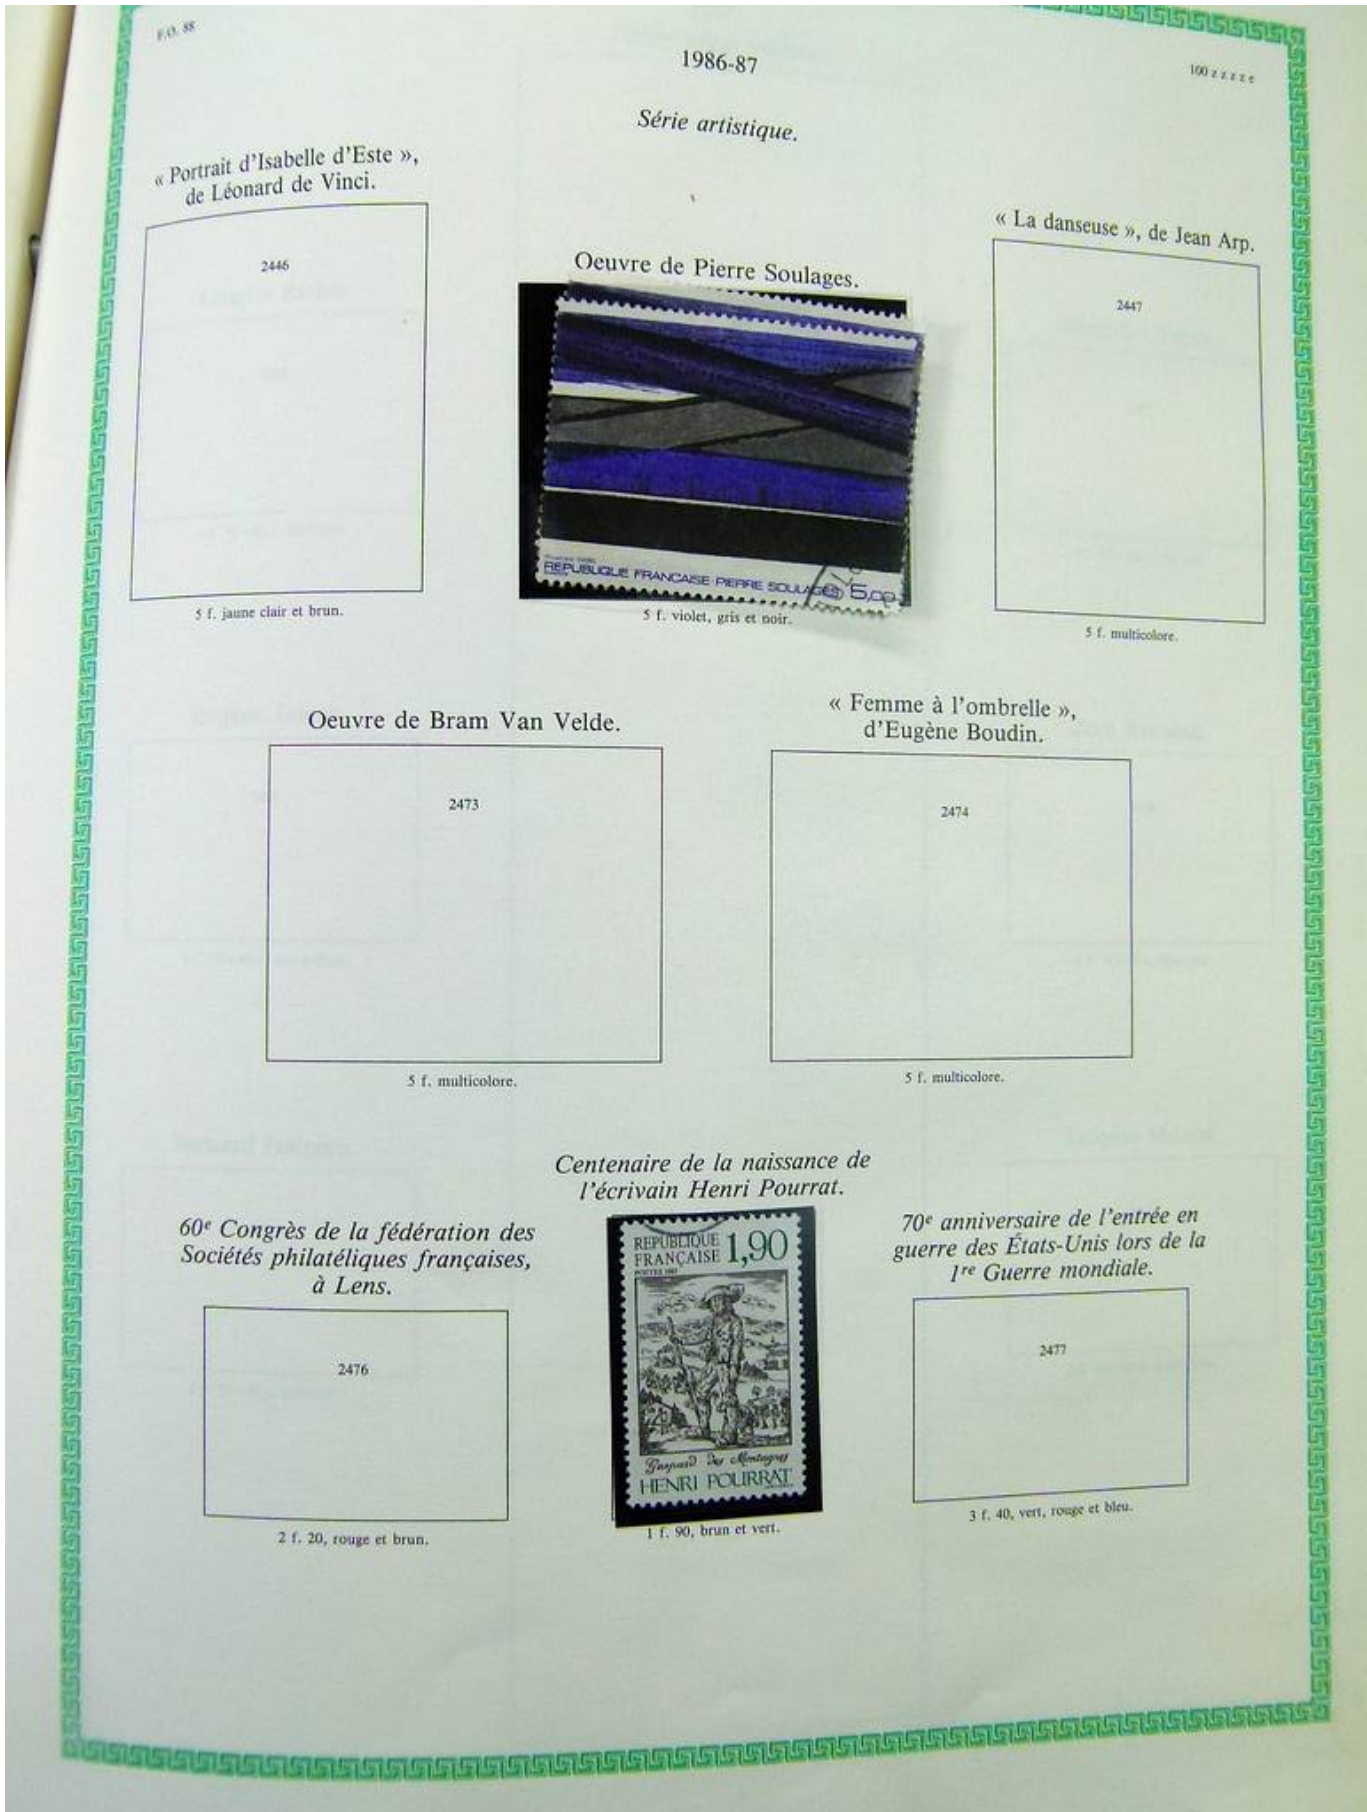 F.O. 88
1986-87
100 z z z z c
Série artistique.
« Portrait d'Isabelle d'Este »,
de Léonard de Vinci.
2446
5 f. jaune clair et brun.
Oeuvre de Pierre Soulages.
REPUBLIQUE FRANCAISE PIERRE SOULAGES 5,00
5 f. violet, gris et noir.
« La danseuse », de Jean Arp.
2447
5 f. multicolore.
Oeuvre de Bram Van Velde.
2473
5 f. multicolore.
« Femme à l'ombrelle »,
d'Eugène Boudin.
2474
5 f. multicolore.
60e Congrès de la fédération des
Sociétés philatéliques françaises,
à Lens.
2476
2 f. 20, rouge et brun.
Centenaire de la naissance de
l'écrivain Henri Pourrat.
REPUBLIQUE
FRANÇAISE 1,90
POSTES 1987
Gaspard des Montagnes
HENRI POURRAT
1 f. 90, brun et vert.
70e anniversaire de l'entrée en
guerre des États-Unis lors de la
1re Guerre mondiale.
2477
3 f. 40, vert, rouge et bleu.